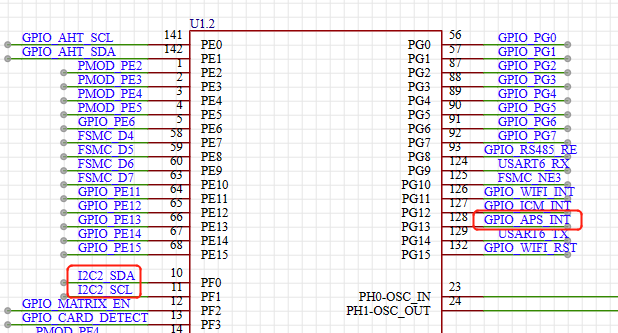 U1.2
GPIO_AHT_SCL 141 PE0 PG0 56 GPIO_PG0
GPIO_AHT_SDA 142 PE1 PG1 57 GPIO_PG1
PMOD_PE2 1 PE2 PG2 87 GPIO_PG2
PMOD_PE3 2 PE3 PG3 88 GPIO_PG3
PMOD_PE4 3 PE4 PG4 89 GPIO_PG4
PMOD_PE5 4 PE5 PG5 90 GPIO_PG5
GPIO_PE6 5 PE6 PG6 91 GPIO_PG6
FSMC_D4 58 PE7 PG7 92 GPIO_PG7
FSMC_D5 59 PE8 PG8 93 GPIO_RS485_RE
FSMC_D6 60 PE9 PG9 124 USART6_RX
FSMC_D7 63 PE10 PG10 125 FSMC_NE3
GPIO_PE11 64 PE11 PG11 126 GPIO_WIFI_INT
GPIO_PE12 65 PE12 PG12 127 GPIO_ICM_INT
GPIO_PE13 66 PE13 PG13 128 GPIO_APS_INT
GPIO_PE14 67 PE14 PG14 129 USART6_TX
GPIO_PE15 68 PE15 PG15 132 GPIO_WIFI_RST
I2C2_SDA 10 PF0
I2C2_SCL 11 PF1 PH0-OSC_IN 23
GPIO_MATRIX_EN 12 PF2 PH1-OSC_OUT 24
GPIO_CARD_DETECT 13 PF3
14